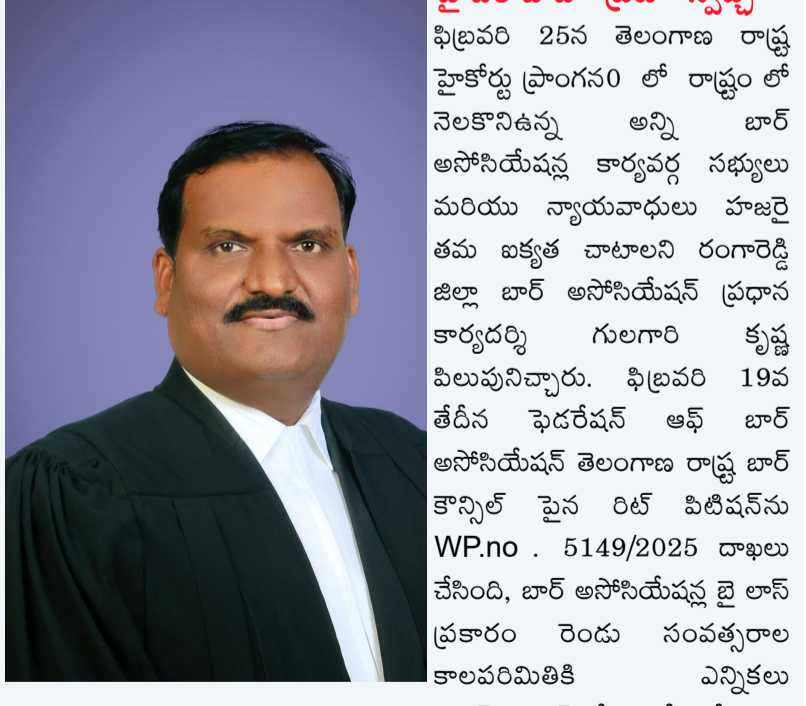 ఫిబ్రవరి 25న తెలంగాణ రాష్ట్ర
హైకోర్టు ప్రాంగన0 లో రాష్ట్రం లో
నెలకొనిఉన్న అన్ని బార్
అసోసియేషన్ల కార్యవర్గ సభ్యులు
మరియు న్యాయవాధులు హజరై
తమ ఐక్యత చాటాలని రంగారెడ్డి
జిల్లా బార్ అసోసియేషన్ ప్రధాన
కార్యదర్శి గులగారి కృష్ణ
పిలుపునిచ్చారు. ఫిబ్రవరి 19వ
తేదీన ఫెడరేషన్ ఆఫ్ బార్
అసోసియేషన్ తెలంగాణ రాష్ట్ర బార్
కౌన్సిల్ పైన రిట్ పిటిషన్‌ను
WP.no . 5149/2025 దాఖలు
చేసింది, బార్ అసోసియేషన్ల బై లాస్
ప్రకారం రెండు సంవత్సరాల
కాలపరిమితికి ఎన్నికలు